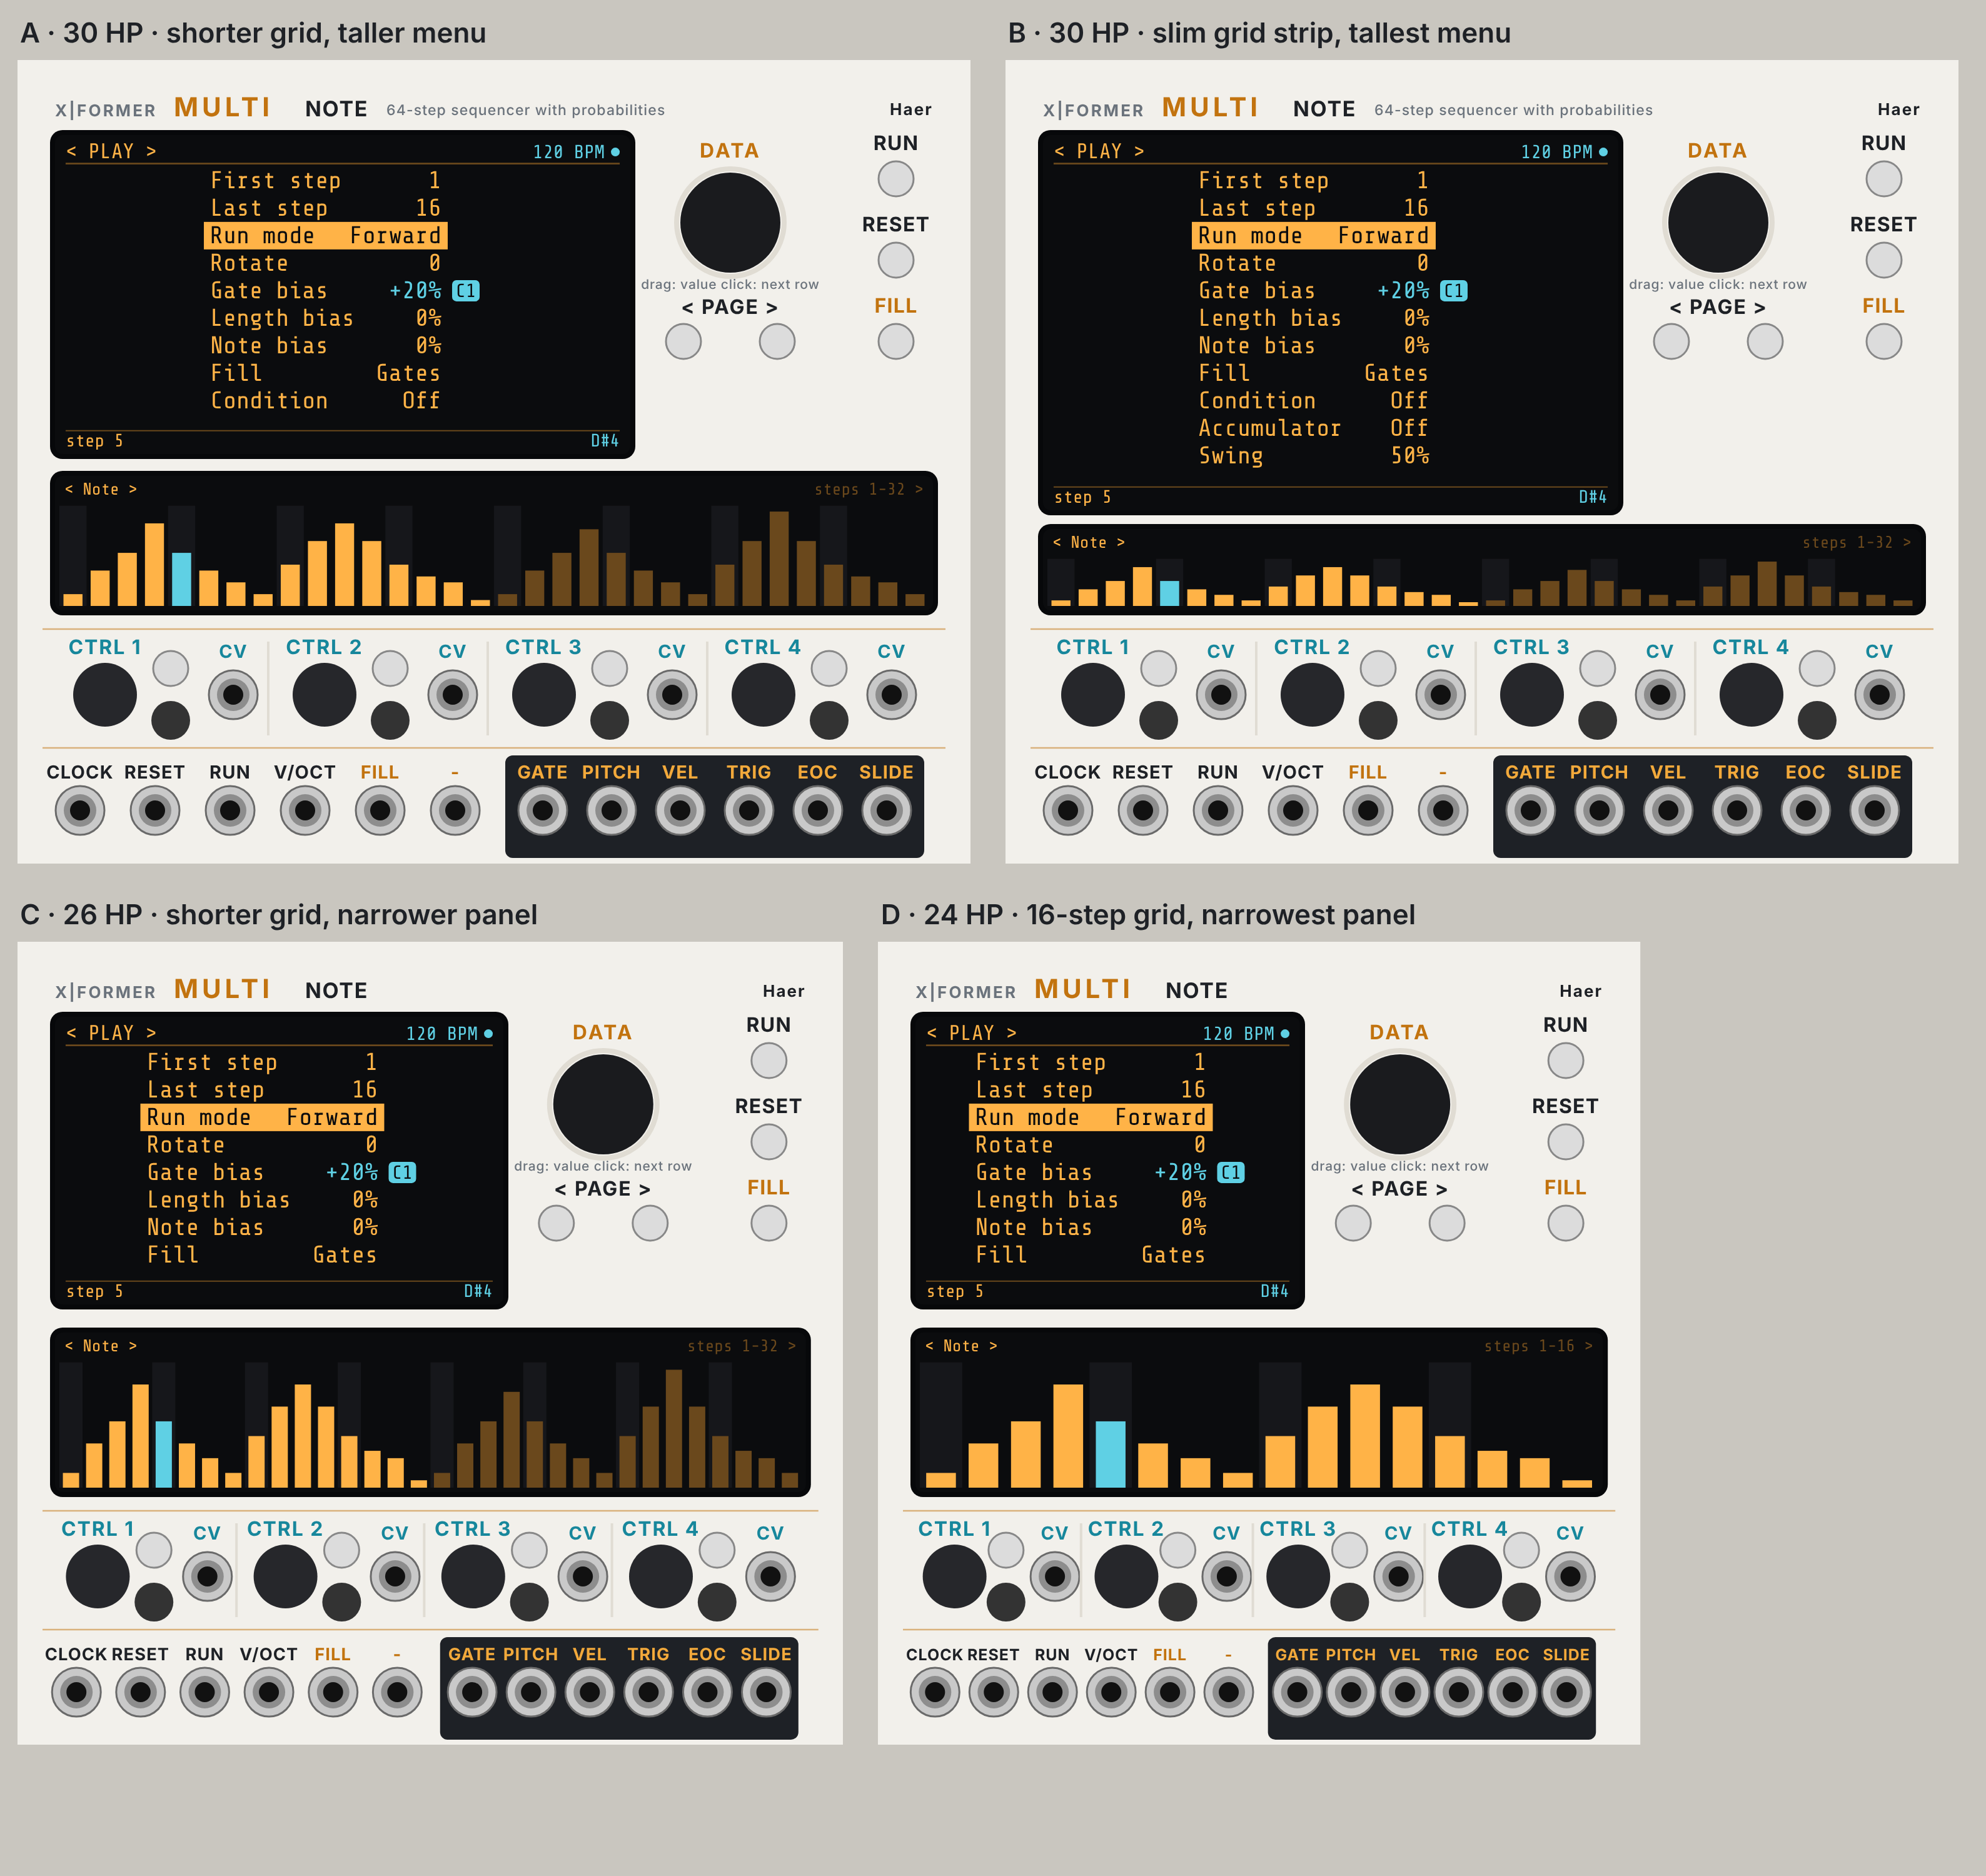 A · 30 HP · shorter grid, taller menu
X|FORMER MULTI NOTE 64-step sequencer with probabilities Haer
< PLAY > 120 BPM
First step 1
Last step 16
Run mode Forward
Rotate 0
Gate bias +20% C1
Length bias 0%
Note bias 0%
Fill Gates
Condition Off
step 5 D#4
DATA
drag: value click: next row
< PAGE >
RUN
RESET
FILL
< Note > steps 1-32 >
CTRL 1 CV CTRL 2 CV CTRL 3 CV CTRL 4 CV
CLOCK RESET RUN V/OCT FILL - GATE PITCH VEL TRIG EOC SLIDE
B · 30 HP · slim grid strip, tallest menu
X|FORMER MULTI NOTE 64-step sequencer with probabilities Haer
< PLAY > 120 BPM
First step 1
Last step 16
Run mode Forward
Rotate 0
Gate bias +20% C1
Length bias 0%
Note bias 0%
Fill Gates
Condition Off
Accumulator Off
Swing 50%
step 5 D#4
DATA
drag: value click: next row
< PAGE >
RUN
RESET
FILL
< Note > steps 1-32 >
CTRL 1 CV CTRL 2 CV CTRL 3 CV CTRL 4 CV
CLOCK RESET RUN V/OCT FILL - GATE PITCH VEL TRIG EOC SLIDE
C · 26 HP · shorter grid, narrower panel
X|FORMER MULTI NOTE Haer
< PLAY > 120 BPM
First step 1
Last step 16
Run mode Forward
Rotate 0
Gate bias +20% C1
Length bias 0%
Note bias 0%
Fill Gates
step 5 D#4
DATA
drag: value click: next row
< PAGE >
RUN
RESET
FILL
< Note > steps 1-32 >
CTRL 1 CV CTRL 2 CV CTRL 3 CV CTRL 4 CV
CLOCK RESET RUN V/OCT FILL - GATE PITCH VEL TRIG EOC SLIDE
D · 24 HP · 16-step grid, narrowest panel
X|FORMER MULTI NOTE Haer
< PLAY > 120 BPM
First step 1
Last step 16
Run mode Forward
Rotate 0
Gate bias +20% C1
Length bias 0%
Note bias 0%
Fill Gates
step 5 D#4
DATA
drag: value click: next row
< PAGE >
RUN
RESET
FILL
< Note > steps 1-16 >
CTRL 1 CV CTRL 2 CV CTRL 3 CV CTRL 4 CV
CLOCK RESET RUN V/OCT FILL - GATE PITCH VEL TRIG EOC SLIDE